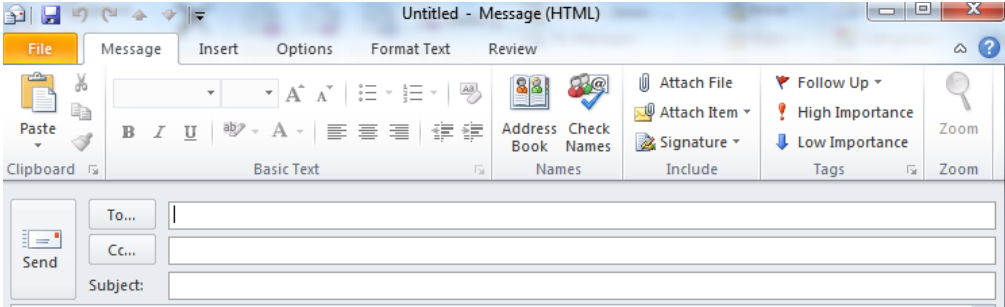 Untitled - Message (HTML)
File Message Insert Options Format Text Review
Paste
B I U ab A
Address Book
Check Names
Attach File
Attach Item
Signature
Follow Up
High Importance
Low Importance
Zoom
Clipboard Basic Text Names Include Tags Zoom
Send
To...
Cc...
Subject: